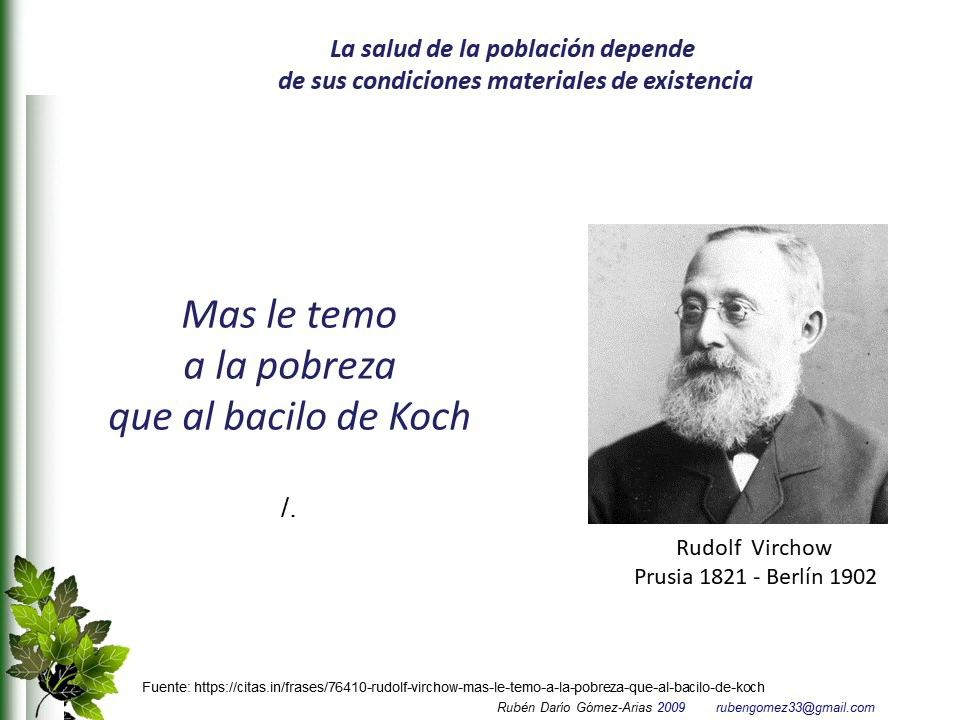 La salud de la población depende
de sus condiciones materiales de existencia
Mas le temo
a la pobreza
que al bacilo de Koch
/.
Rudolf Virchow
Prusia 1821 - Berlín 1902
Fuente: https://citas.in/frases/76410-rudolf-virchow-mas-le-temo-a-la-pobreza-que-al-bacilo-de-koch
Rubén Darío Gómez-Arias 2009 rubengomez33@gmail.com